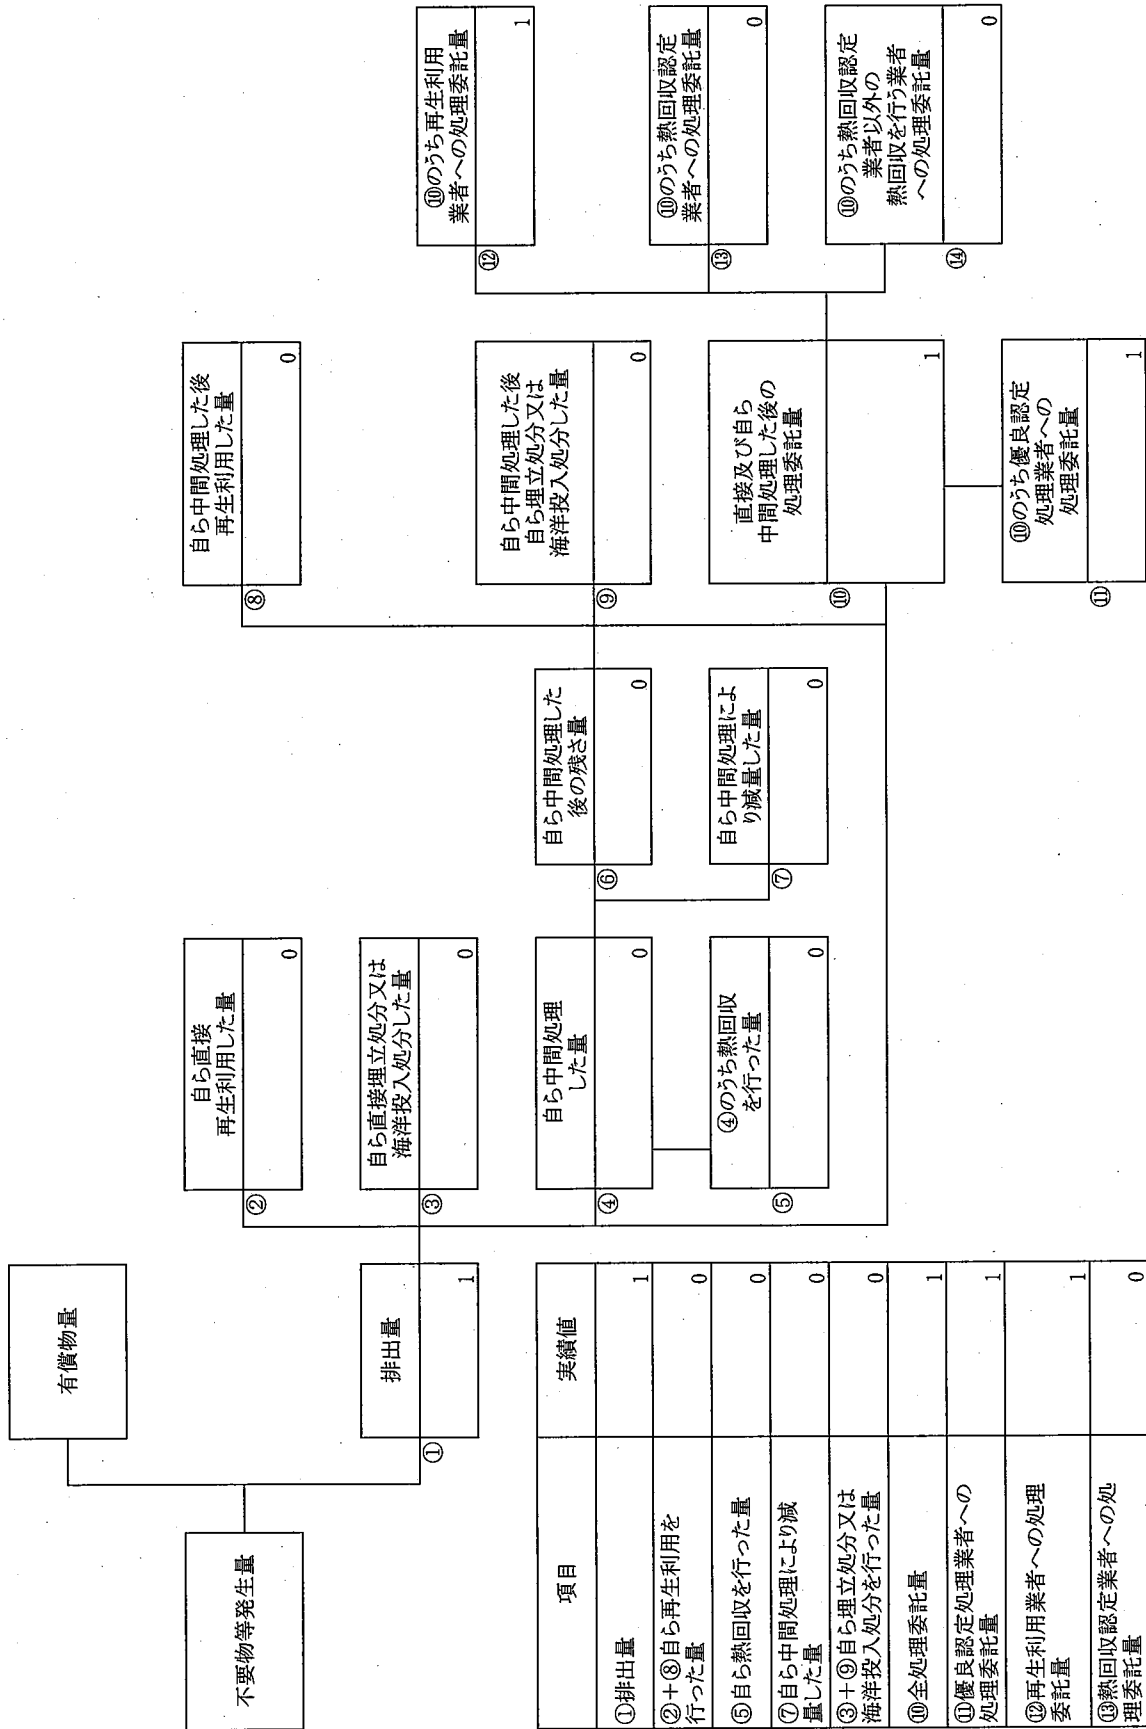 不要物等発生量
有償物量
①
排出量
1
②
自ら直接
再生利用した量
0
③
自ら直接埋立処分又は
海洋投入処分した量
0
④
自ら中間処理
した量
0
⑤
④のうち熱回収
を行った量
0
⑥
自ら中間処理した
後の残さ量
0
⑦
自ら中間処理によ
り減量した量
0
⑧
自ら中間処理した後
再生利用した量
0
⑨
自ら中間処理した後
自ら埋立処分又は
海洋投入処分した量
0
⑩
直接及び自ら
中間処理した後の
処理委託量
1
⑪
⑩のうち優良認定
処理業者への
処理委託量
1
⑫
⑩のうち再生利用
業者への処理委託量
1
⑬
⑩のうち熱回収認定
業者への処理委託量
0
⑭
⑩のうち熱回収認定
業者以外の
熱回収を行う業者
への処理委託量
0
項目 実績値
①排出量 1
②+⑧自ら再生利用を
行った量 0
⑤自ら熱回収を行った量 0
⑦自ら中間処理により減
量した量 0
③+⑨自ら埋立処分又は
海洋投入処分を行った量 0
⑩全処理委託量 1
⑪優良認定処理業者への
処理委託量 1
⑫再生利用業者への処理
委託量 1
⑬熱回収認定業者への処
理委託量 0